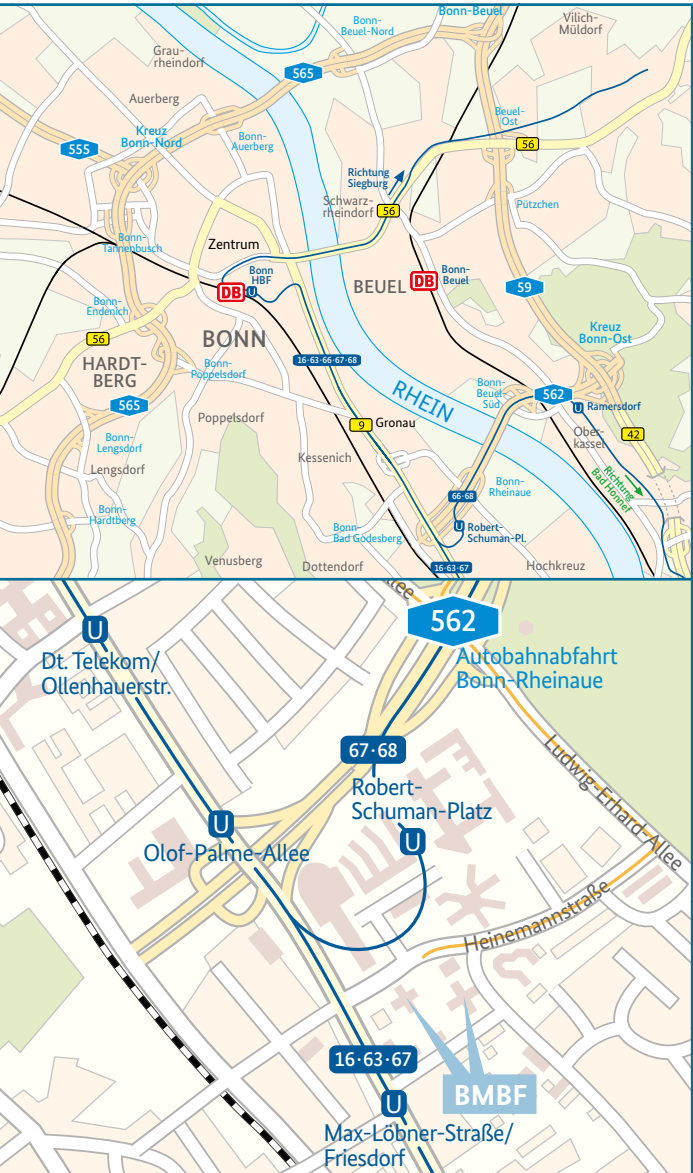 Bonn-Beuel
Bonn-
Beuel-Nord
Vilich-
Müldorf
Grau-
rheindorf
565
Auerberg
Beuel-
Ost
Kreuz
Bonn-Nord
Bonn-
Auerberg
555
56
Richtung
Siegburg
Schwarz-
rheindorf
56
Pützchen
Bonn-
Tannenbusch
Zentrum
Bonn
HBF
DB
U
BEUEL
DB
Bonn-
Beuel
59
Bonn-
Endenich
56
BONN
Kreuz
Bonn-Ost
HARDT-
BERG
Bonn-
Poppelsdorf
16·63·66·67·68
RHEIN
Bonn-
Beuel
Süd
562
U
Ramersdorf
565
Poppelsdorf
9
Gronau
Ober-
kassel
42
Bonn-
Lengsdorf
Lengsdorf
Kessenich
Richtung
Bad Honnef
Bonn-
Rheinaue
66·68
Bonn-
Hardtberg
Bonn-
Bad Godesberg
U
Robert-
Schuman-Pl.
Venusberg
Dottendorf
16·63·67
Hochkreuz
llee
562
U
Dt. Telekom/
Ollenhauerstr.
Autobahnabfahrt
Bonn-Rheinaue
67·68
Ludwig-Erhard-Allee
Robert-
Schuman-Platz
U
U
Olof-Palme-Allee
Heinemannstraße
16·63·67
BMBF
U
Max-Löbner-Straße/
Friesdorf